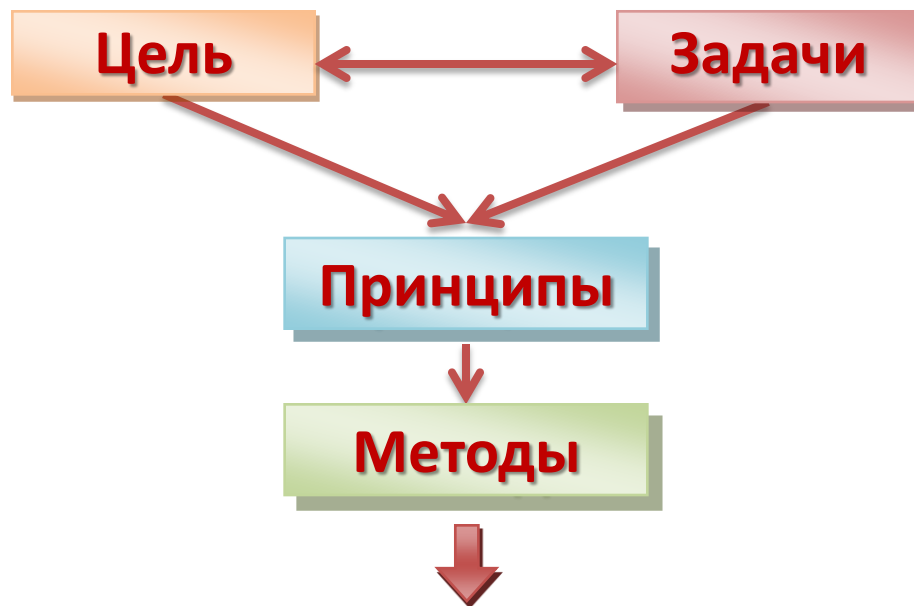 Цель
Задачи
Принципы
Методы